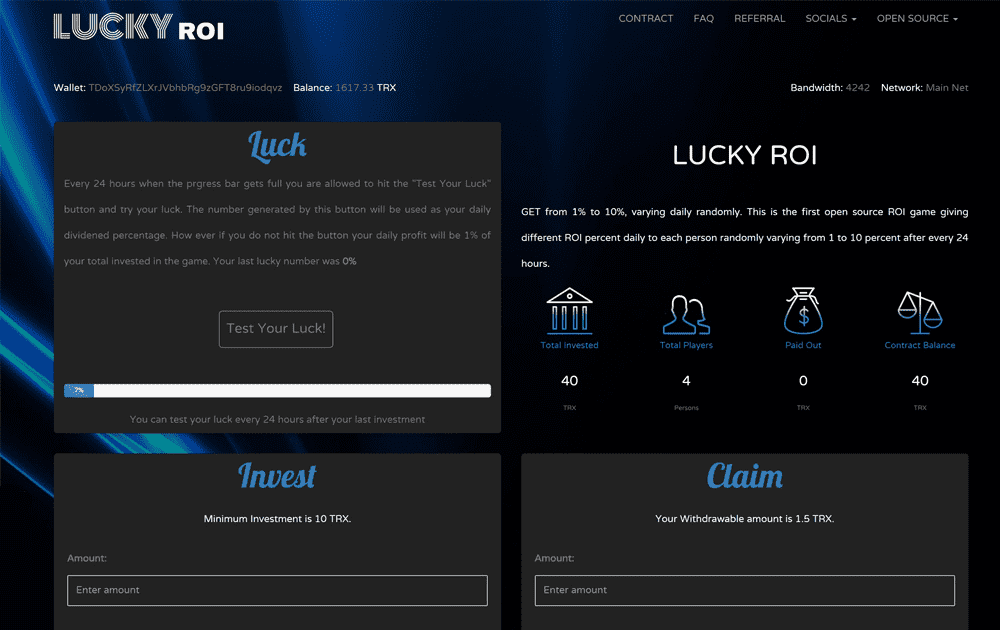 LUCKY ROI
CONTRACT FAQ REFERRAL SOCIALS OPEN SOURCE
Wallet: TDoXSyRfZLXrJVbhbRg9zGFT8ru9iodqvz Balance: 1617.33 TRX
Bandwidth: 4242 Network: Main Net
Luck
Every 24 hours when the prgress bar gets full you are allowed to hit the "Test Your Luck"
button and try your luck. The number generated by this button will be used as your daily
dividened percentage. How ever if you do not hit the button your daily profit will be 1% of
your total invested in the game. Your last lucky number was 0%
Test Your Luck!
7%
You can test your luck every 24 hours after your last investment
LUCKY ROI
GET from 1% to 10%, varying daily randomly. This is the first open source ROI game giving
different ROI percent daily to each person randomly varying from 1 to 10 percent after every 24
hours.
Total Invested Total Players Paid Out Contract Balance
40 4 0 40
TRX Persons TRX TRX
Invest
Minimum Investment is 10 TRX.
Amount:
Enter amount
Claim
Your Withdrawable amount is 1.5 TRX.
Amount:
Enter amount